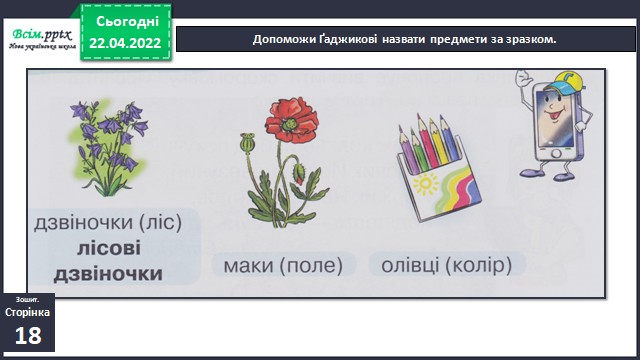 Всім.pptx
Нова українська школа
Сьогодні
22.04.2022
Допоможи Ґаджикові назвати предмети за зразком.
дзвіночки (ліс)
лісові
дзвіночки
маки (поле)
олівці (колір)
Зошит.
Сторінка
18